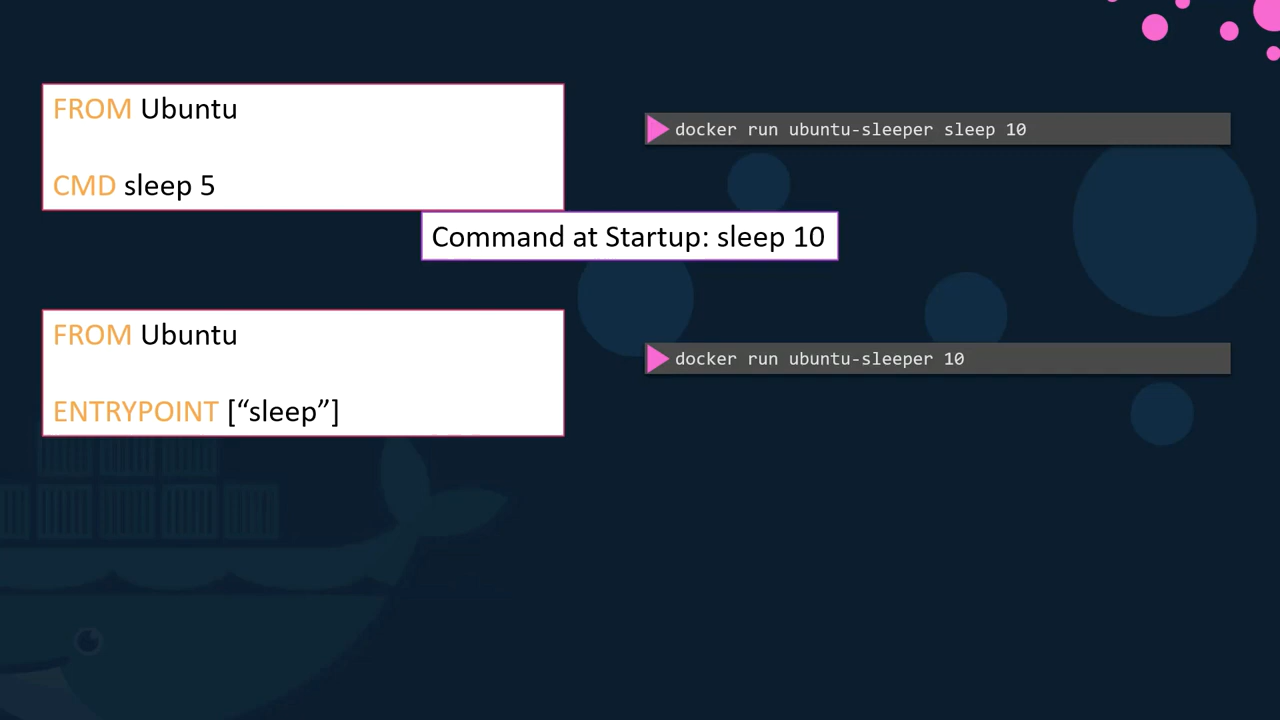 FROM Ubuntu
CMD sleep 5
docker run ubuntu-sleeper sleep 10
Command at Startup: sleep 10
FROM Ubuntu
ENTRYPOINT [“sleep”]
docker run ubuntu-sleeper 10